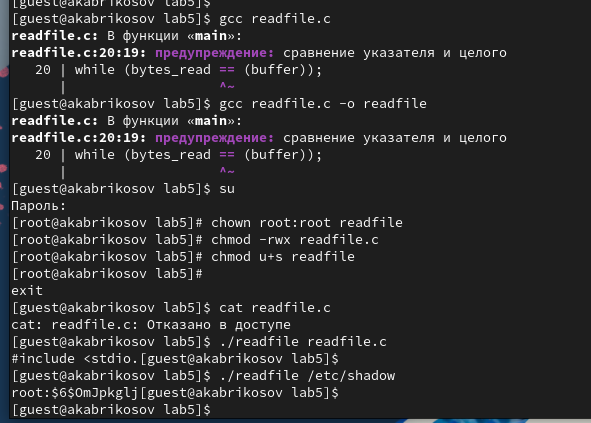 [guest@akabrikosov lab5]$
[guest@akabrikosov lab5]$ gcc readfile.c
readfile.c: В функции «main»:
readfile.c:20:19: предупреждение: сравнение указателя и целого
   20 | while (bytes_read == (buffer));
      |                   ^~
[guest@akabrikosov lab5]$ gcc readfile.c -o readfile
readfile.c: В функции «main»:
readfile.c:20:19: предупреждение: сравнение указателя и целого
   20 | while (bytes_read == (buffer));
      |                   ^~
[guest@akabrikosov lab5]$ su
Пароль:
[root@akabrikosov lab5]# chown root:root readfile
[root@akabrikosov lab5]# chmod -rwx readfile.c
[root@akabrikosov lab5]# chmod u+s readfile
[root@akabrikosov lab5]#
exit
[guest@akabrikosov lab5]$ cat readfile.c
cat: readfile.c: Отказано в доступе
[guest@akabrikosov lab5]$ ./readfile readfile.c
#include <stdio.[guest@akabrikosov lab5]$
[guest@akabrikosov lab5]$ ./readfile /etc/shadow
root:$6$OmJpkglj[guest@akabrikosov lab5]$
[guest@akabrikosov lab5]$